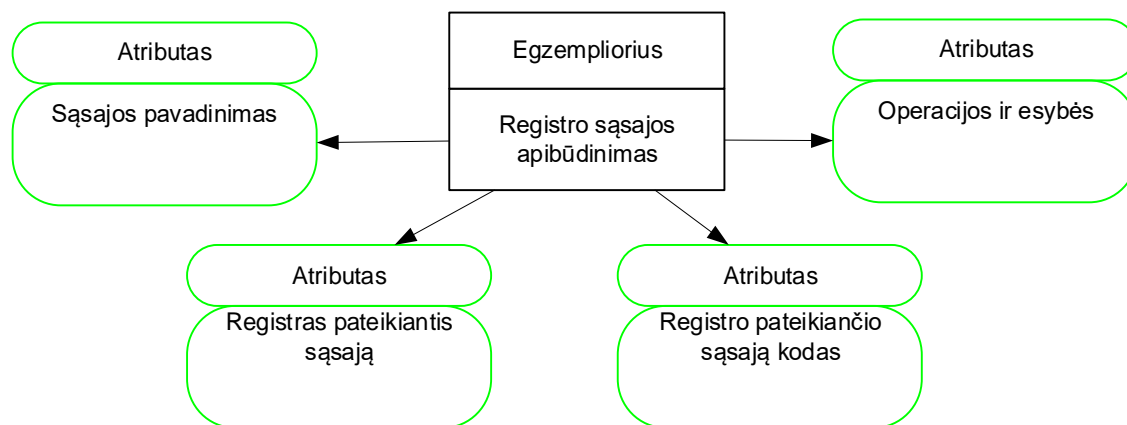 Atributas
Sąsajos pavadinimas
Egzempliorius
Registro sąsajos
apibūdinimas
Atributas
Operacijos ir esybės
Atributas
Registras pateikiantis
sąsają
Atributas
Registro pateikiančio
sąsają kodas